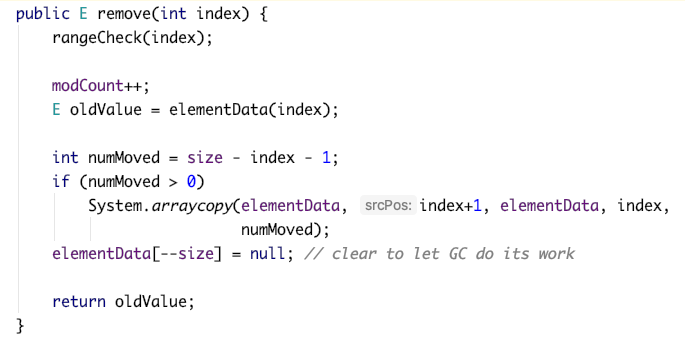 public E remove(int index) {
    rangeCheck(index);

    modCount++;
    E oldValue = elementData(index);

    int numMoved = size - index - 1;
    if (numMoved > 0)
        System.arraycopy(elementData, srcPos: index+1, elementData, index,
                         numMoved);
    elementData[--size] = null; // clear to let GC do its work

    return oldValue;
}